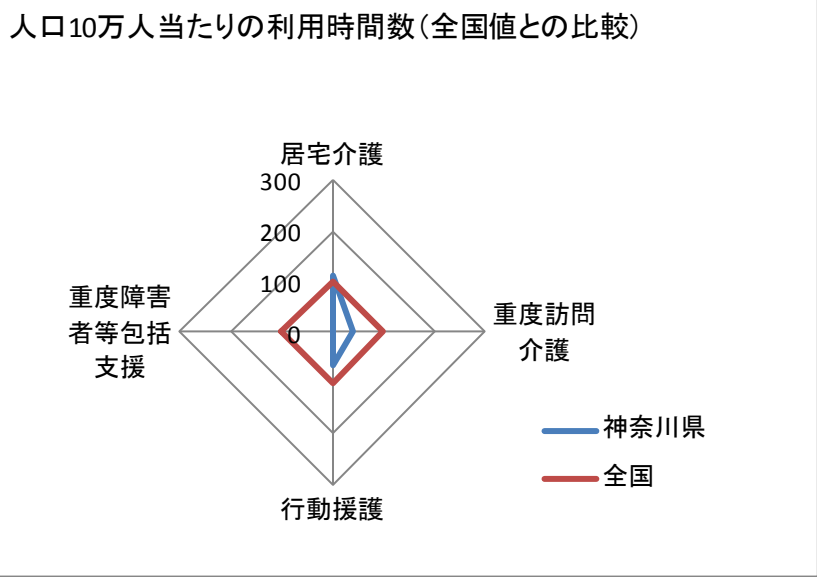 人口10万人当たりの利用時間数（全国値との比較）
居宅介護
300
200
100
0
重度障害
者等包括
支援
重度訪問
介護
行動援護
神奈川県
全国